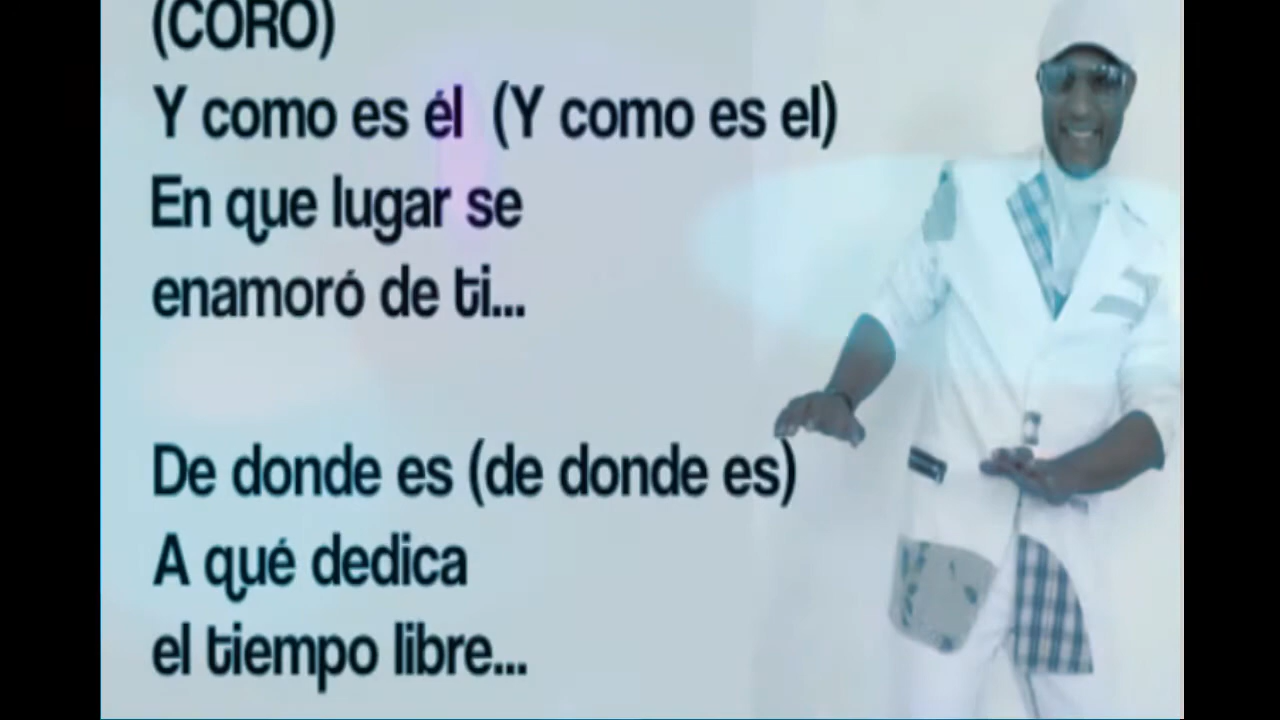 (CORO)
Y como es él (Y como es el)
En que lugar se
enamoró de ti...
De donde es (de donde es)
A qué dedica
el tiempo libre...